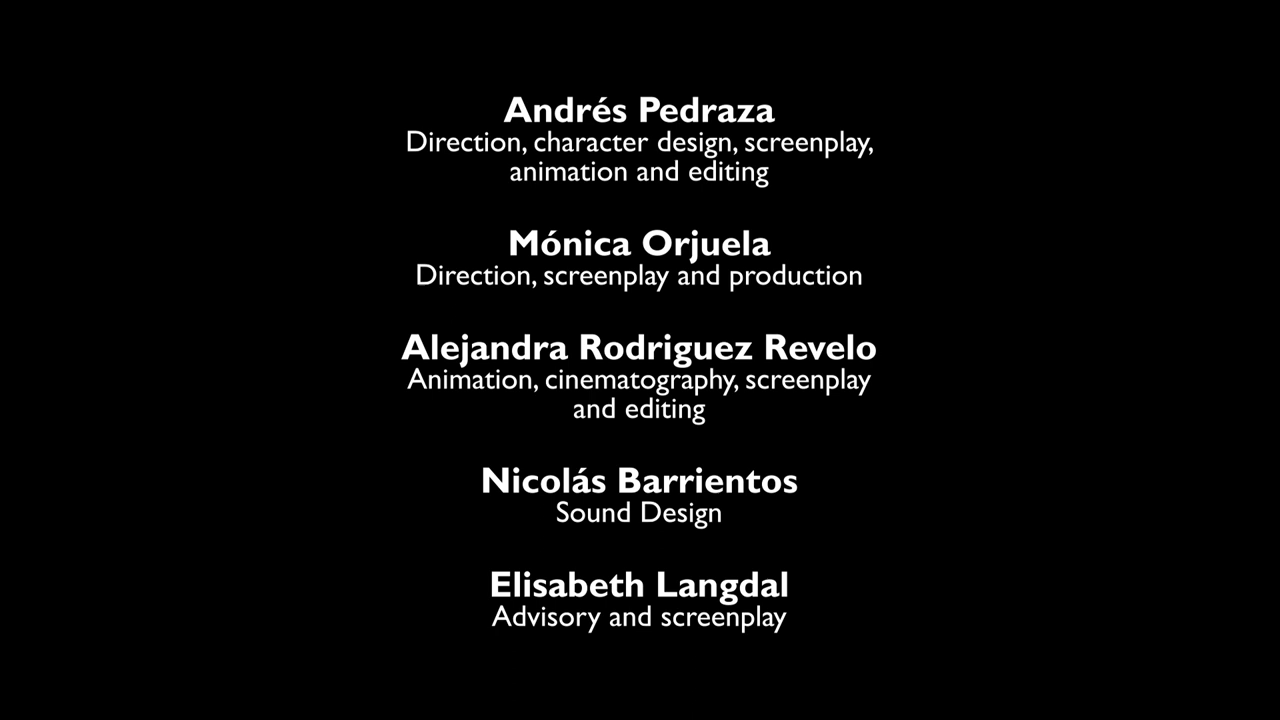 Andrés Pedraza
Direction, character design, screenplay,
animation and editing
Mónica Orjuela
Direction, screenplay and production
Alejandra Rodriguez Revelo
Animation, cinematography, screenplay
and editing
Nicolás Barrientos
Sound Design
Elisabeth Langdal
Advisory and screenplay